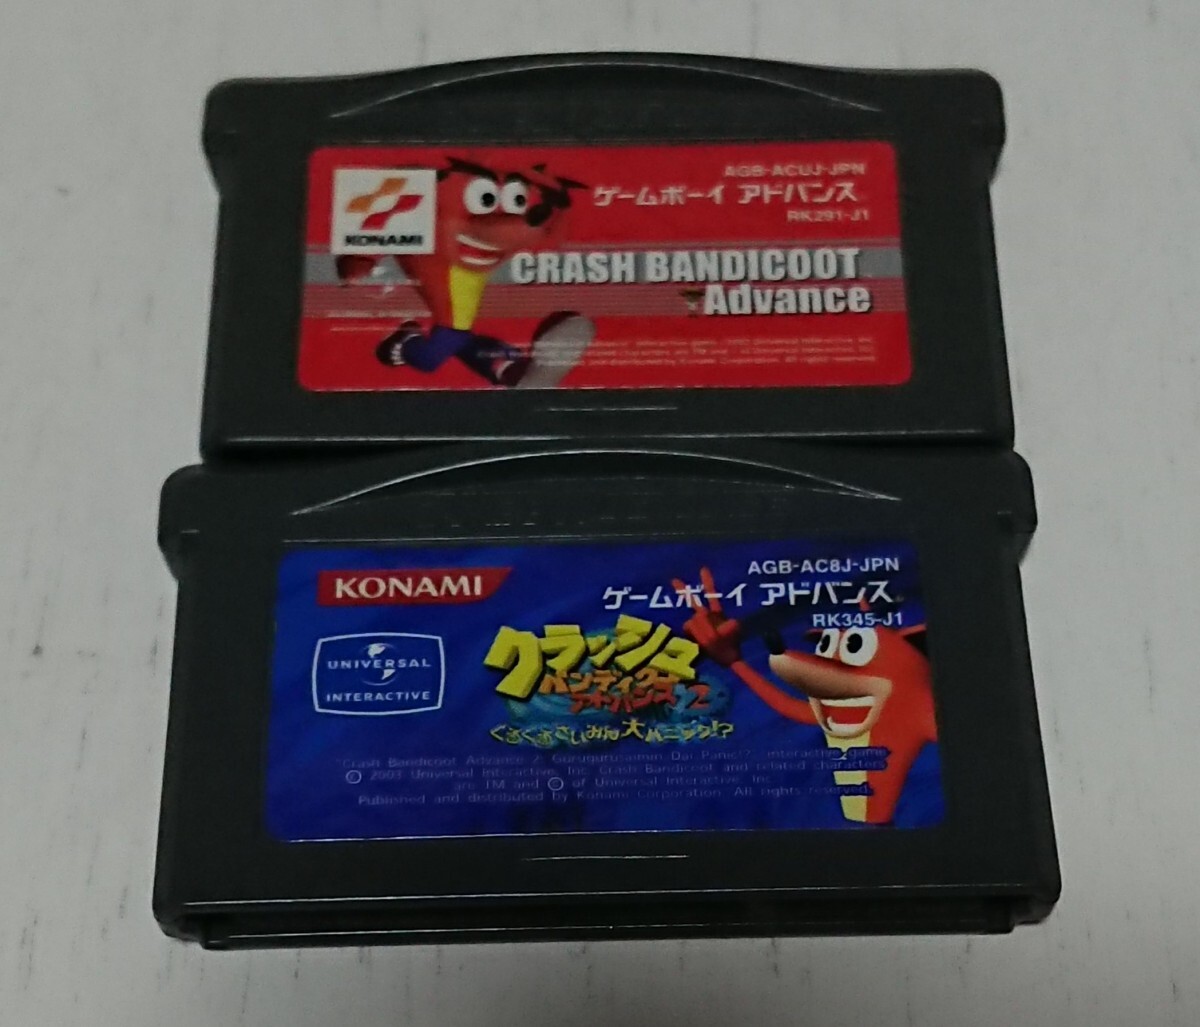 AGB-ACUJ-JPN
ゲームボーイ アドバンス
RK291-J1
KONAMI
CRASH BANDICOOT
Advance
All rights reserved.
KONAMI
AGB-AC8J-JPN
ゲームボーイ アドバンス
RK345-J1
UNIVERSAL
INTERACTIVE
クラッシュ
バンディクー
アドバンス2
ぐるぐるさいみん大パニック!?
"Crash Bandicoot Advance 2: Gurugurusaimin Dai Panic!?" interactive game
© 2003 Universal Interactive, Inc. Crash Bandicoot and related characters
are TM and © of Universal Interactive, Inc.
Published and distributed by Konami Corporation. All rights reserved.